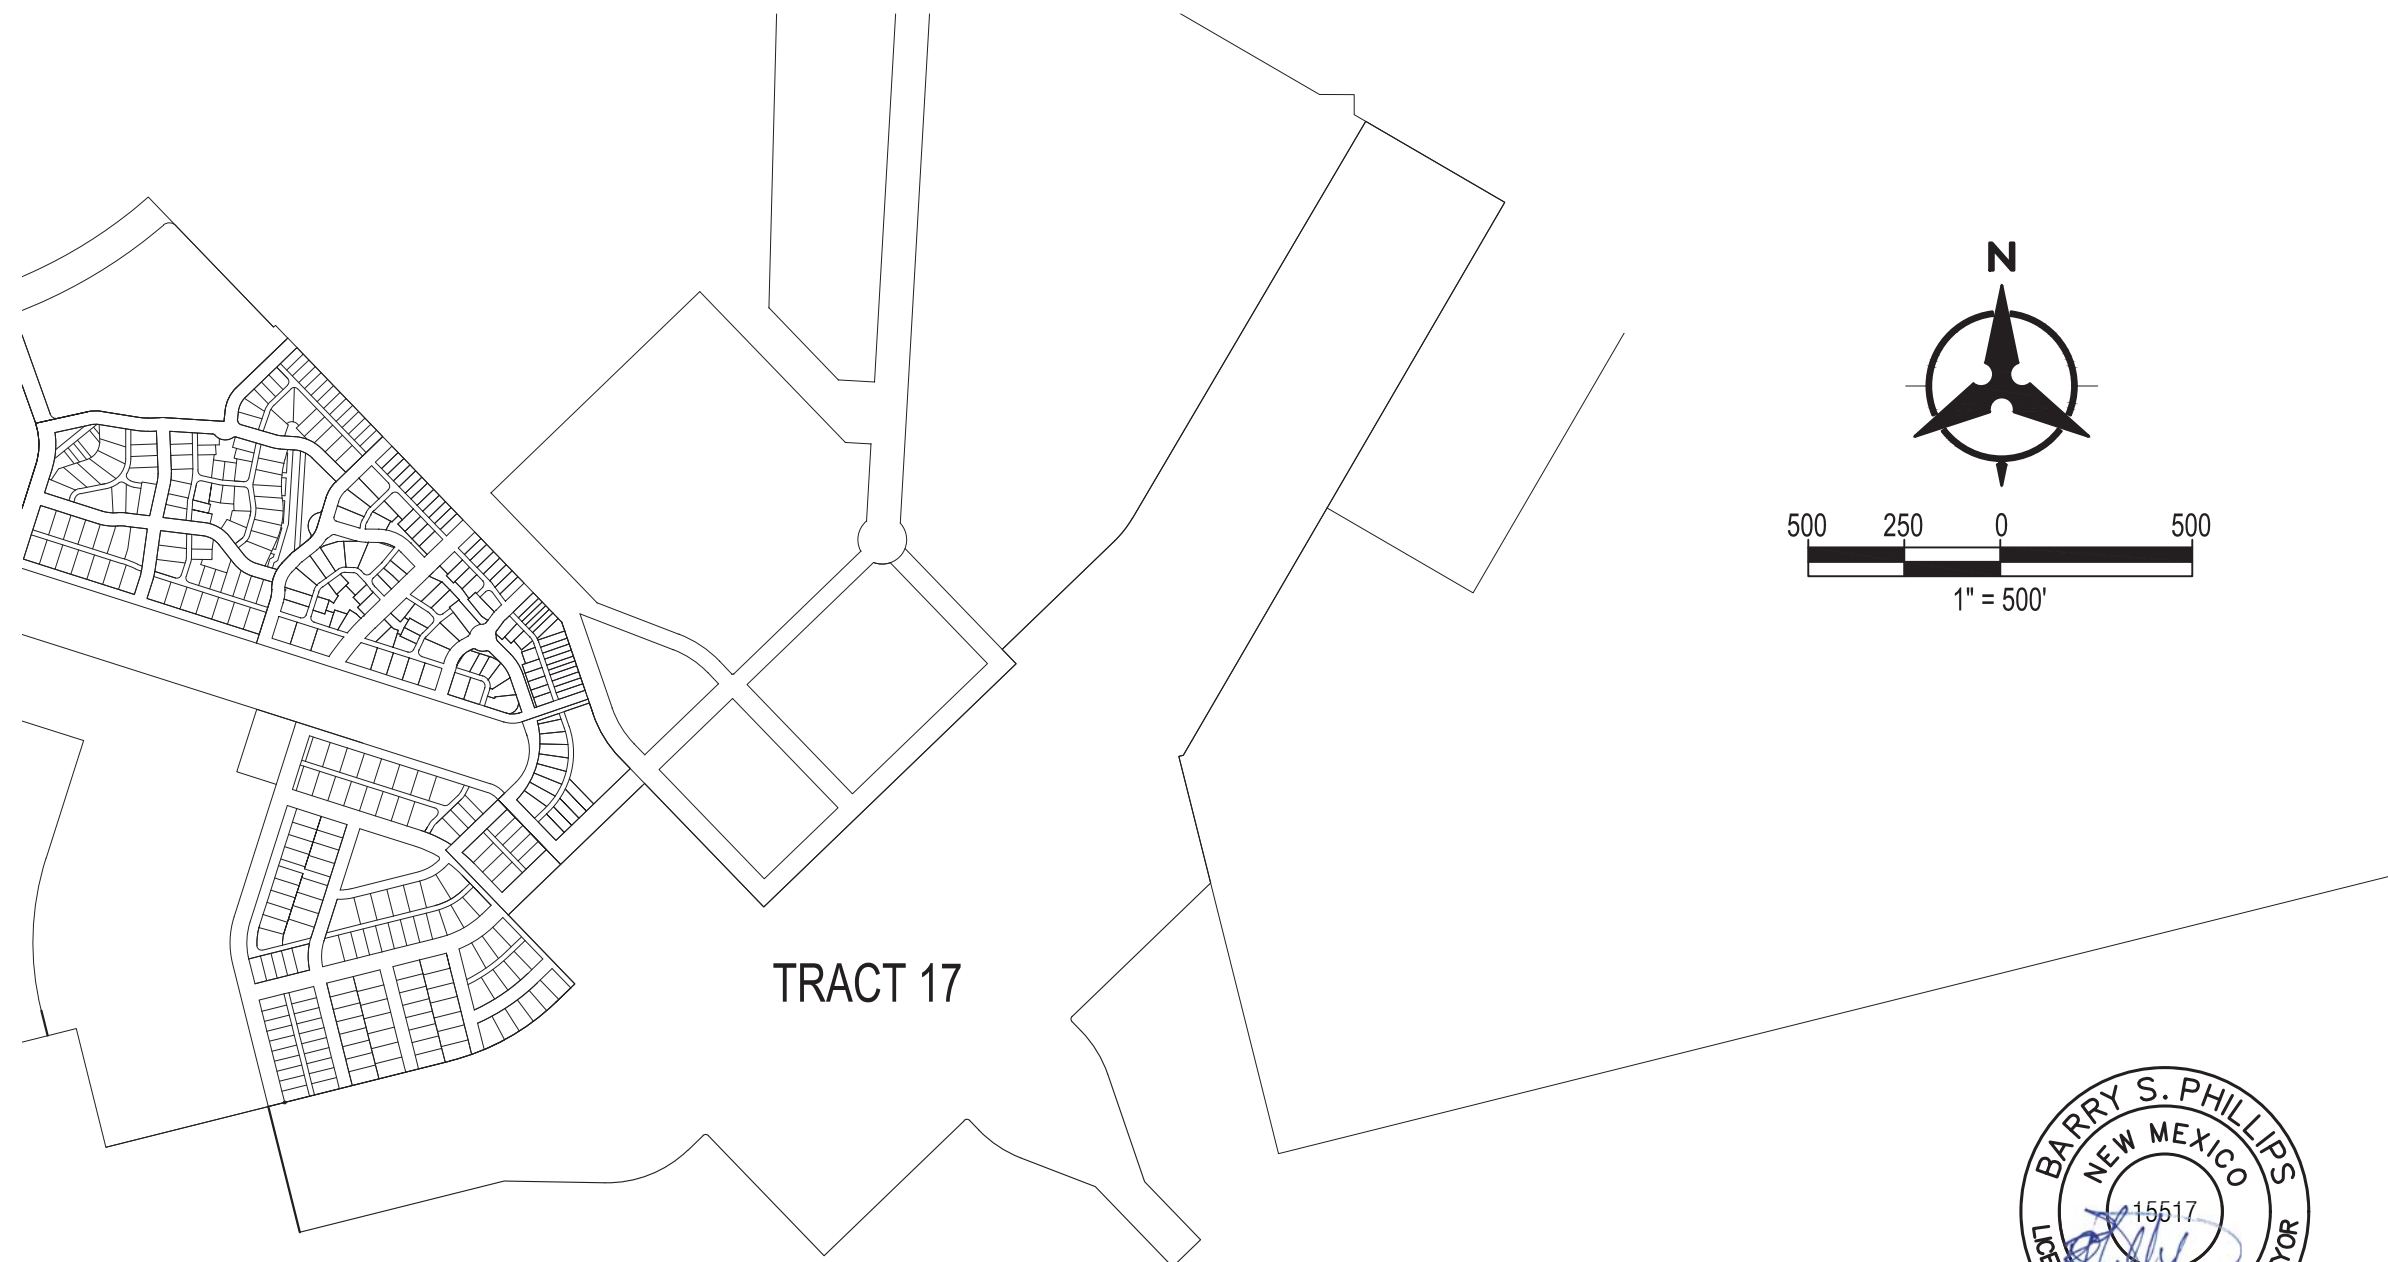 N
500 250 0 500
1" = 500'
TRACT 17
BARRY S. PHILLIPS
NEW MEXICO
15517